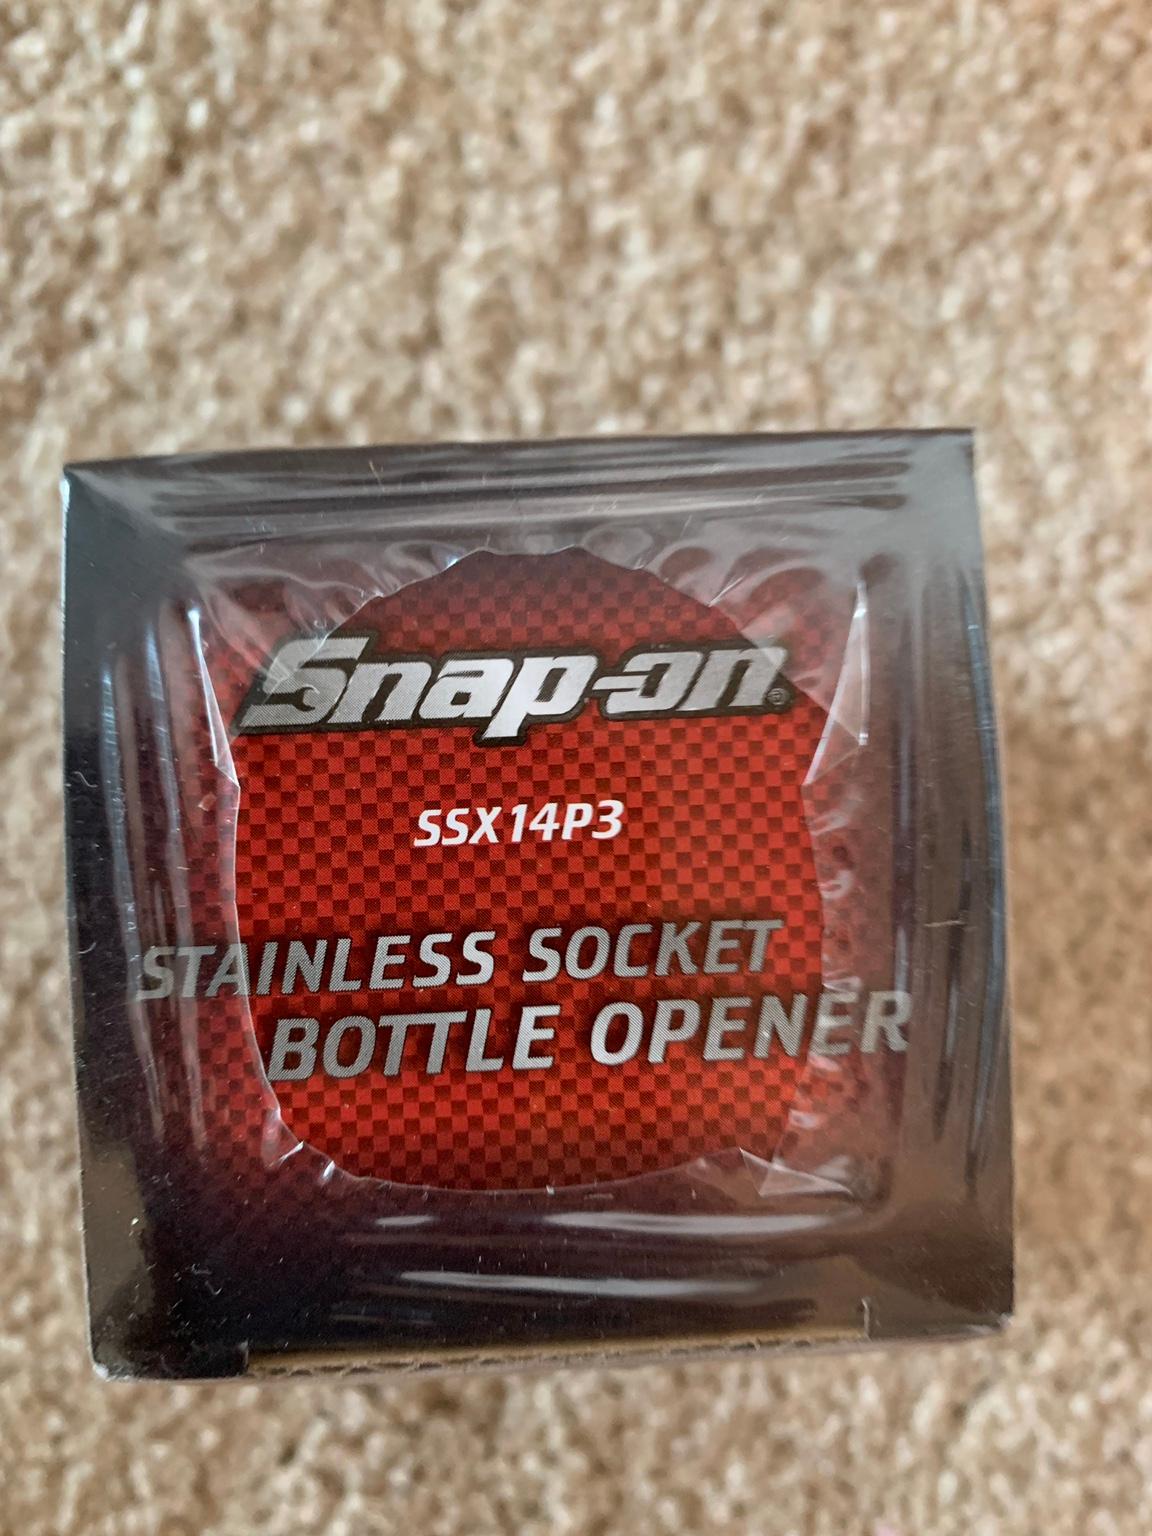 Snap-on®
SSX14P3
STAINLESS SOCKET
BOTTLE OPENER